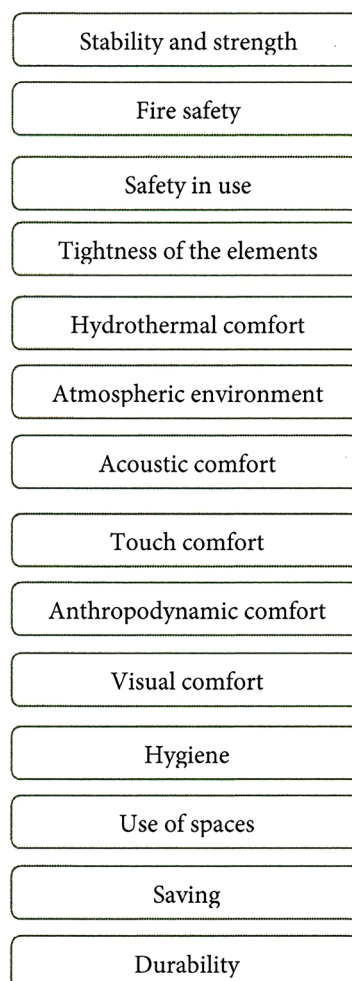 Stability and strength
Fire safety
Safety in use
Tightness of the elements
Hydrothermal comfort
Atmospheric environment
Acoustic comfort
Touch comfort
Anthropodynamic comfort
Visual comfort
Hygiene
Use of spaces
Saving
Durability